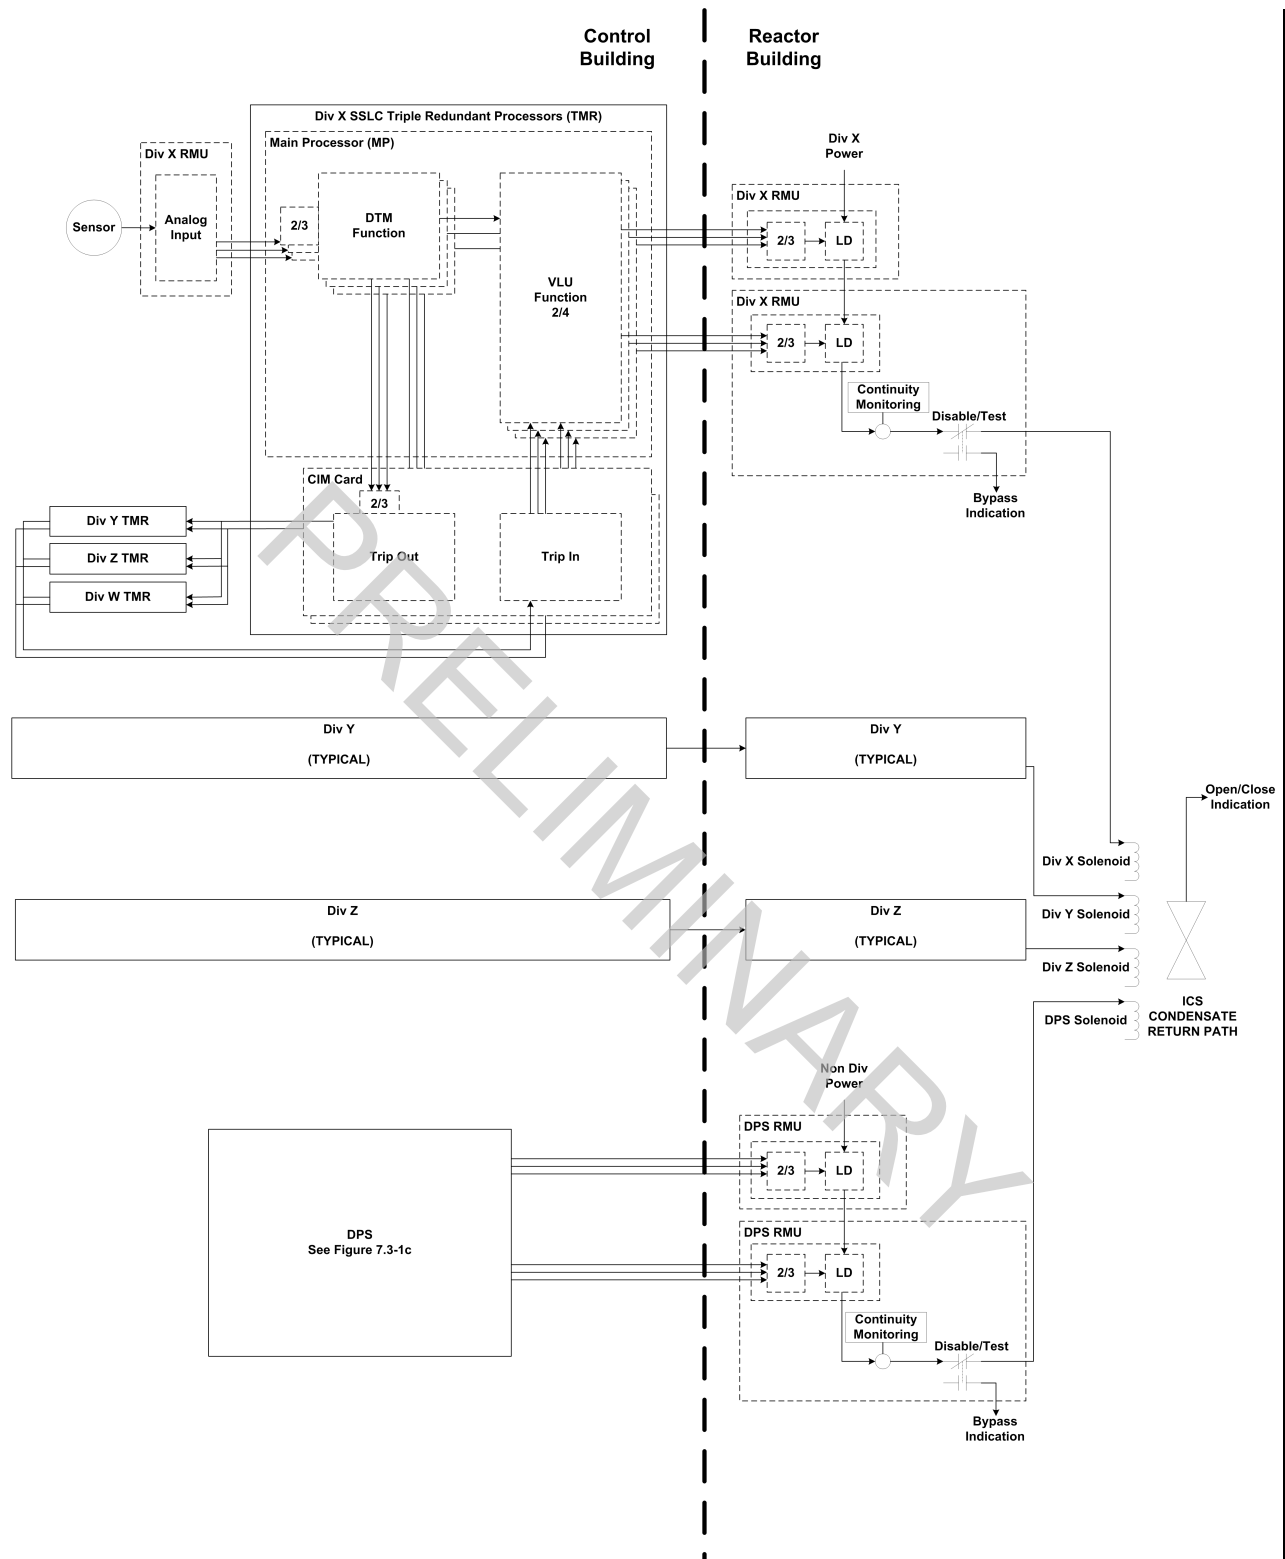 Control
Building
Reactor
Building
Div X SSLC Triple Redundant Processors (TMR)
Main Processor (MP)
Div X RMU
Sensor
Analog
Input
2/3
DTM
Function
VLU
Function
2/4
Div X
Power
Div X RMU
2/3
LD
Div X RMU
2/3
LD
Continuity
Monitoring
Disable/Test
Bypass
Indication
CIM Card
2/3
Trip Out
Trip In
Div Y TMR
Div Z TMR
Div W TMR
Div Y
(TYPICAL)
Div Y
(TYPICAL)
Open/Close
Indication
Div X Solenoid
Div Z
(TYPICAL)
Div Z
(TYPICAL)
Div Y Solenoid
Div Z Solenoid
DPS Solenoid
ICS
CONDENSATE
RETURN PATH
Non Div
Power
DPS RMU
2/3
LD
DPS
See Figure 7.3-1c
DPS RMU
2/3
LD
Continuity
Monitoring
Disable/Test
Bypass
Indication
PRELIMINARY